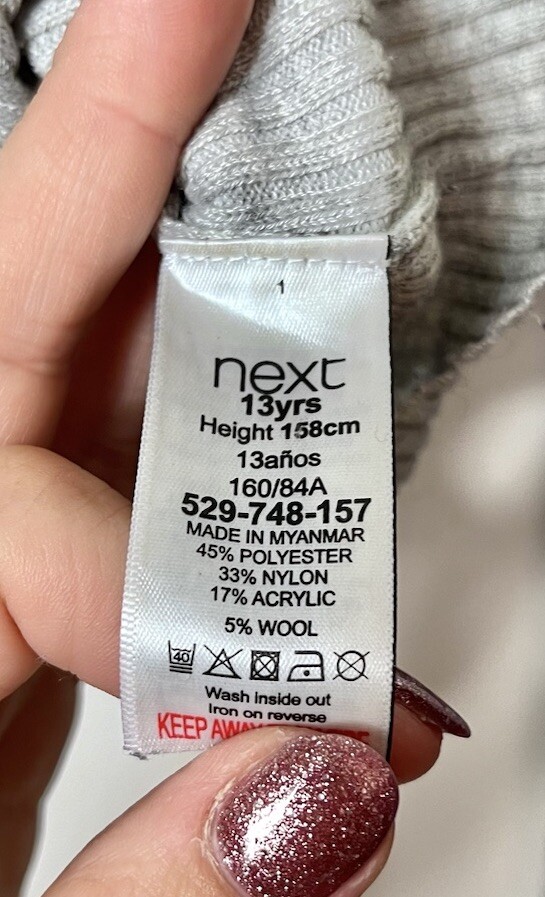 1
next
13yrs
Height 158cm
13años
160/84A
529-748-157
MADE IN MYANMAR
45% POLYESTER
33% NYLON
17% ACRYLIC
5% WOOL
40
Wash inside out
Iron on reverse
KEEP AWAY